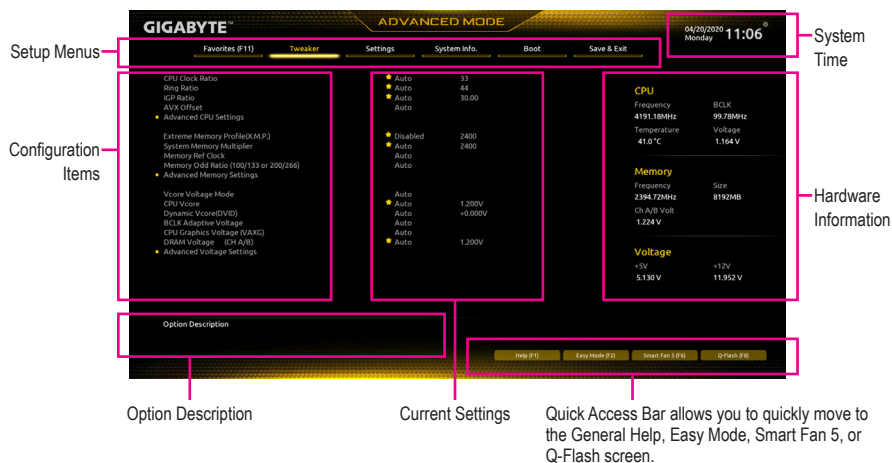 GIGABYTE™
ADVANCED MODE
04/20/2020
Monday
11:06
Setup Menus
System
Time
Favorites (F11) Tweaker Settings System Info. Boot Save & Exit
Configuration
Items
CPU Clock Ratio Auto 33
Ring Ratio Auto 44
IGP Ratio Auto 30.00
AVX Offset Auto
Advanced CPU Settings
Extreme Memory Profile(X.M.P.) Disabled 2400
System Memory Multiplier Auto 2400
Memory Ref Clock Auto
Memory Odd Ratio (100/133 or 200/266) Auto
Advanced Memory Settings
Vcore Voltage Mode Auto
CPU Vcore Auto 1.200V
Dynamic Vcore(DVID) Auto +0.000V
BCLK Adaptive Voltage Auto
CPU Graphics Voltage (VAXG) Auto
DRAM Voltage (CH A/B) Auto 1.200V
Advanced Voltage Settings
CPU
Frequency BCLK
4191.18MHz 99.78MHz
Temperature Voltage
41.0 °C 1.164 V
Memory
Frequency Size
2394.72MHz 8192MB
Ch A/B Volt
1.224 V
Voltage
+5V +12V
5.130 V 11.952 V
Hardware
Information
Option Description
Help (F1) Easy Mode (F2) Smart Fan 5 (F6) Q-Flash (F8)
Option Description
Current Settings
Quick Access Bar allows you to quickly move to
the General Help, Easy Mode, Smart Fan 5, or
Q-Flash screen.